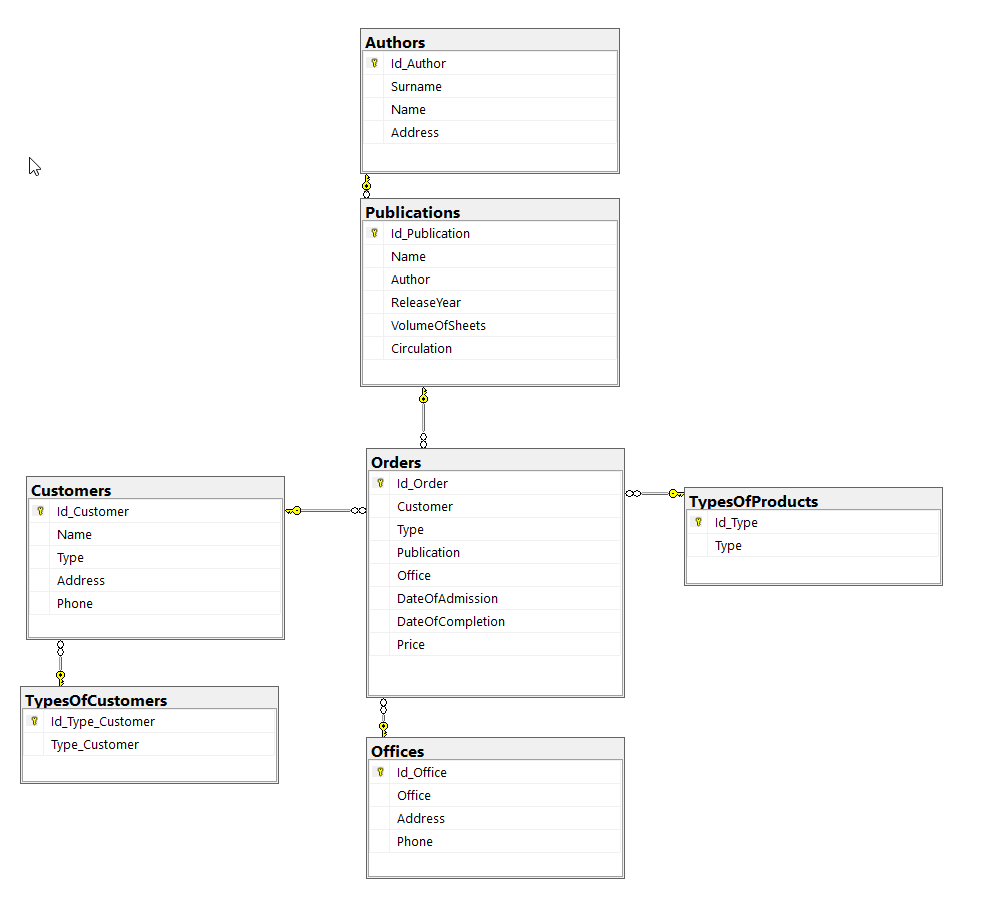 Authors
Id_Author
Surname
Name
Address
Publications
Id_Publication
Name
Author
ReleaseYear
VolumeOfSheets
Circulation
Orders
Id_Order
Customer
Type
Publication
Office
DateOfAdmission
DateOfCompletion
Price
Customers
Id_Customer
Name
Type
Address
Phone
TypesOfProducts
Id_Type
Type
TypesOfCustomers
Id_Type_Customer
Type_Customer
Offices
Id_Office
Office
Address
Phone